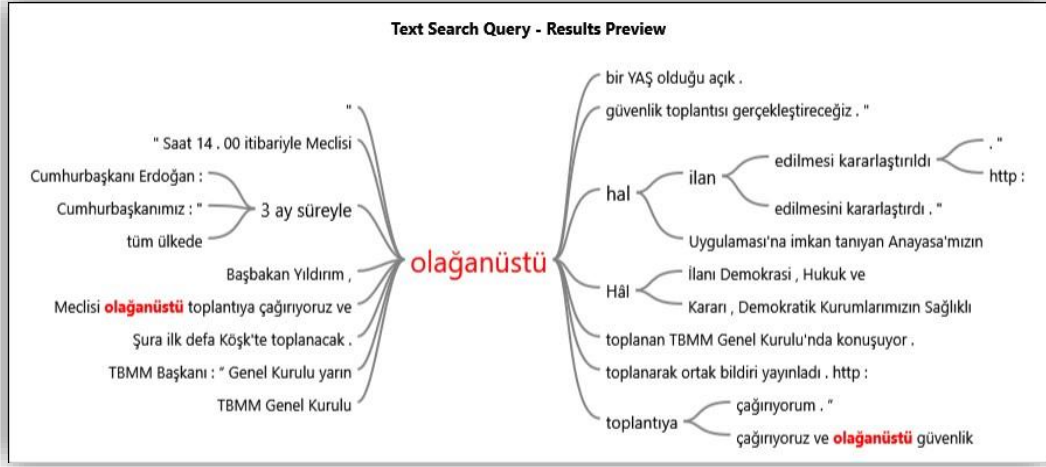 Text Search Query - Results Preview
"
" Saat 14 . 00 itibariyle Meclisi
Cumhurbaşkanı Erdoğan :
Cumhurbaşkanımız : "
tüm ülkede
3 ay süreyle
Başbakan Yıldırım ,
Meclisi olağanüstü toplantıya çağırıyoruz ve
Şura ilk defa Köşk'te toplanacak .
TBMM Başkanı : " Genel Kurulu yarın
TBMM Genel Kurulu
olağanüstü
bir YAŞ olduğu açık .
güvenlik toplantısı gerçekleştireceğiz . "
hal
ilan
edilmesi kararlaştırıldı
. "
http :
edilmesini kararlaştırdı . "
Uygulaması'na imkan tanıyan Anayasa'mızın
Hâl
İlanı Demokrasi , Hukuk ve
Kararı , Demokratik Kurumlarımızın Sağlıklı
toplanan TBMM Genel Kurulu'nda konuşuyor .
toplanarak ortak bildiri yayınladı . http :
toplantıya
çağırıyorum . "
çağırıyoruz ve olağanüstü güvenlik